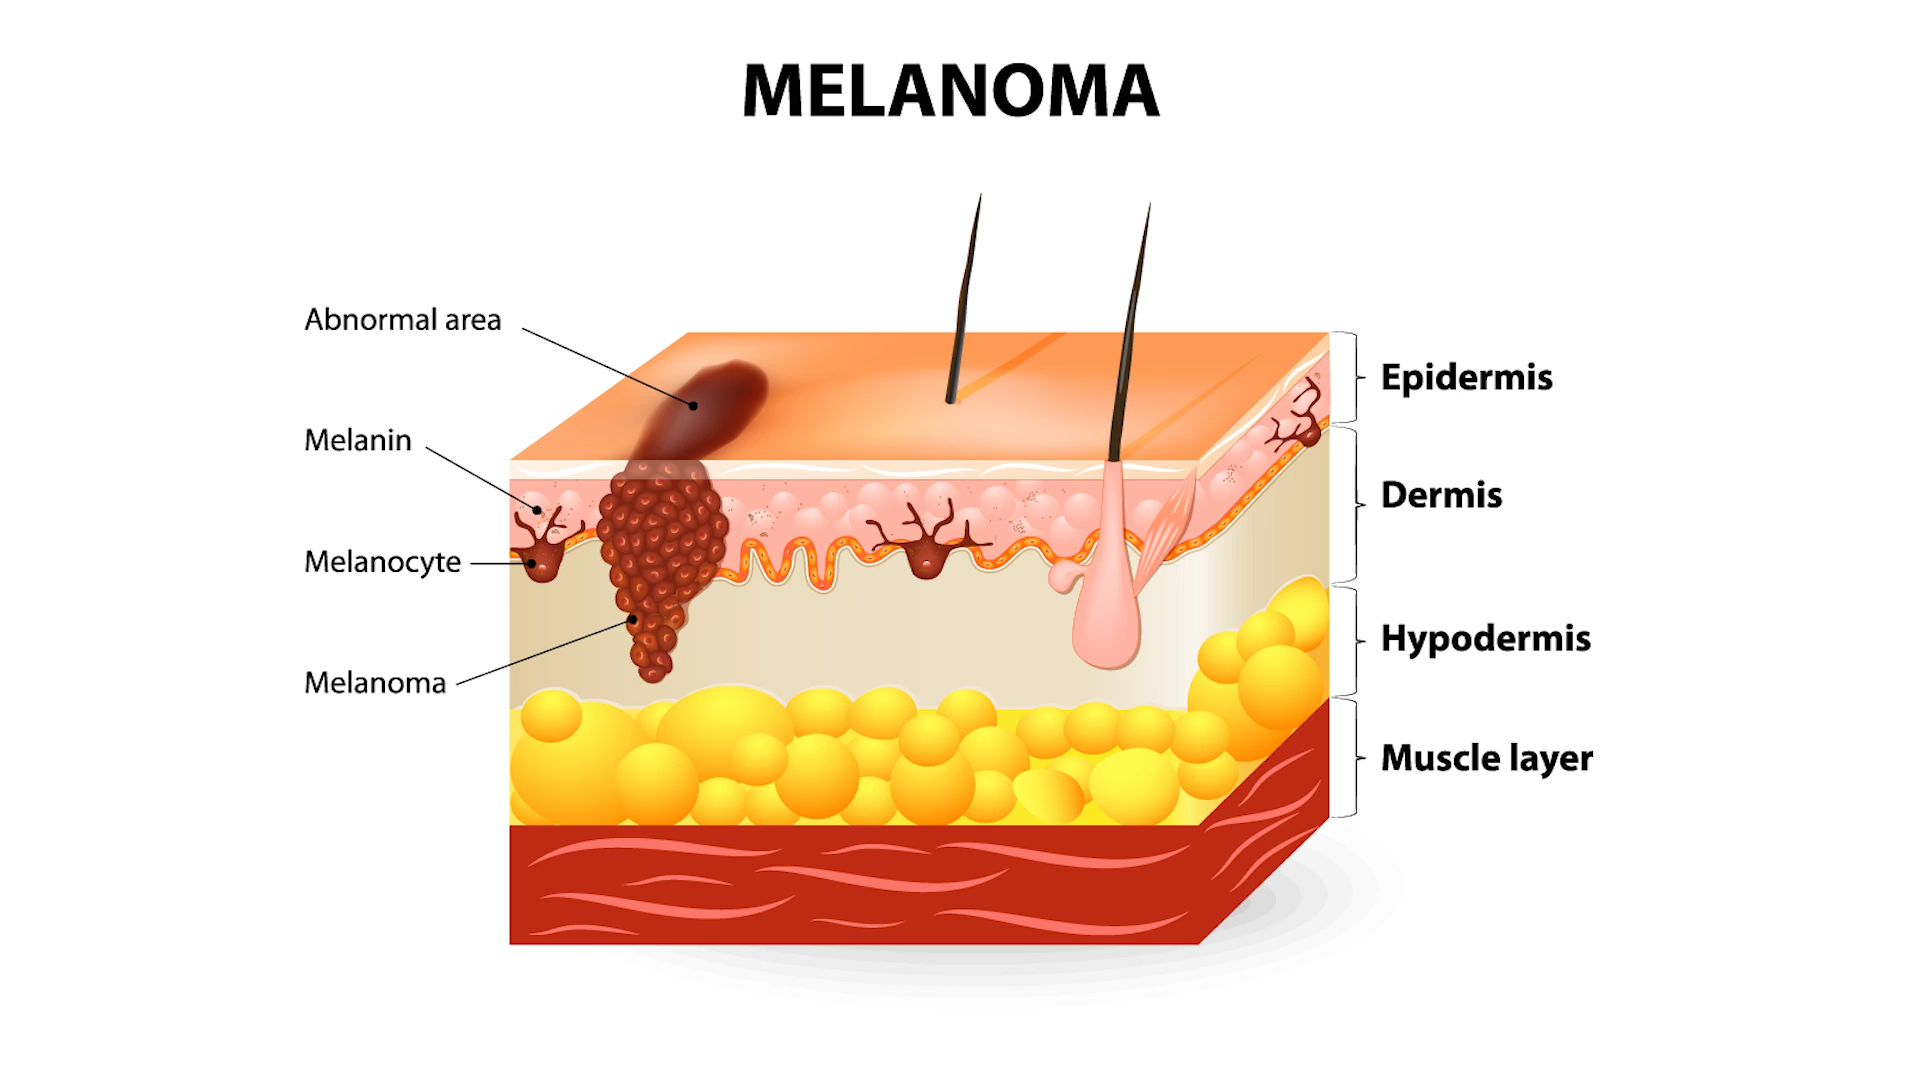 MELANOMA
Abnormal area
Melanin
Melanocyte
Melanoma
Epidermis
Dermis
Hypodermis
Muscle layer